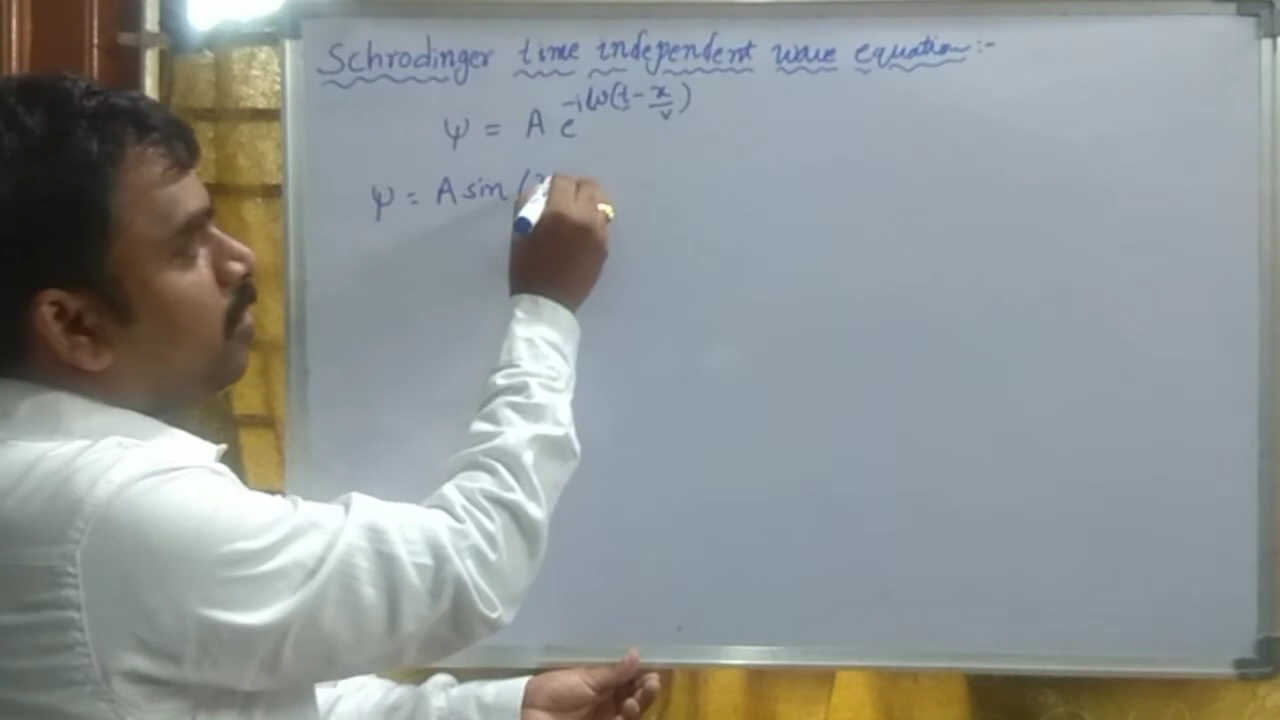 Schrodinger time independent wave equation:-
ψ = A e^{-iω(t - x/v)}
ψ = A sin (